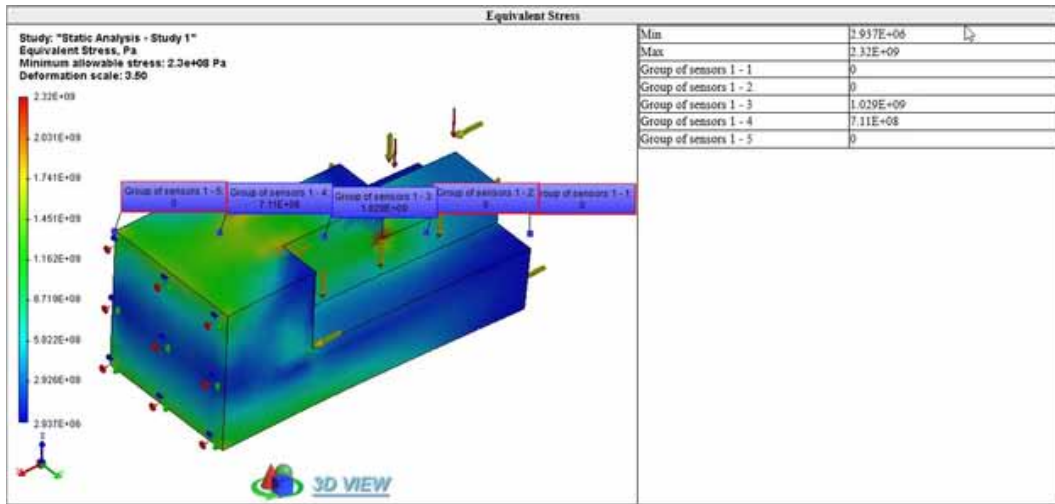 Equivalent Stress
Study: "Static Analysis - Study 1"
Equivalent Stress, Pa
Minimum allowable stress: 2.3e+08 Pa
Deformation scale: 3.50
2.32E+09
2.031E+09
1.741E+09
1.451E+09
1.162E+09
8.719E+08
5.822E+08
2.926E+08
2.937E+06
Group of sensors 1 - 5
0
Group of sensors 1 - 4
7.11E+08
Group of sensors 1 - 3
1.029E+09
Group of sensors 1 - 2
0
oup of sensors 1 - 1
0
3D VIEW
Min 2.937E+06
Max 2.32E+09
Group of sensors 1 - 1 0
Group of sensors 1 - 2 0
Group of sensors 1 - 3 1.029E+09
Group of sensors 1 - 4 7.11E+08
Group of sensors 1 - 5 0